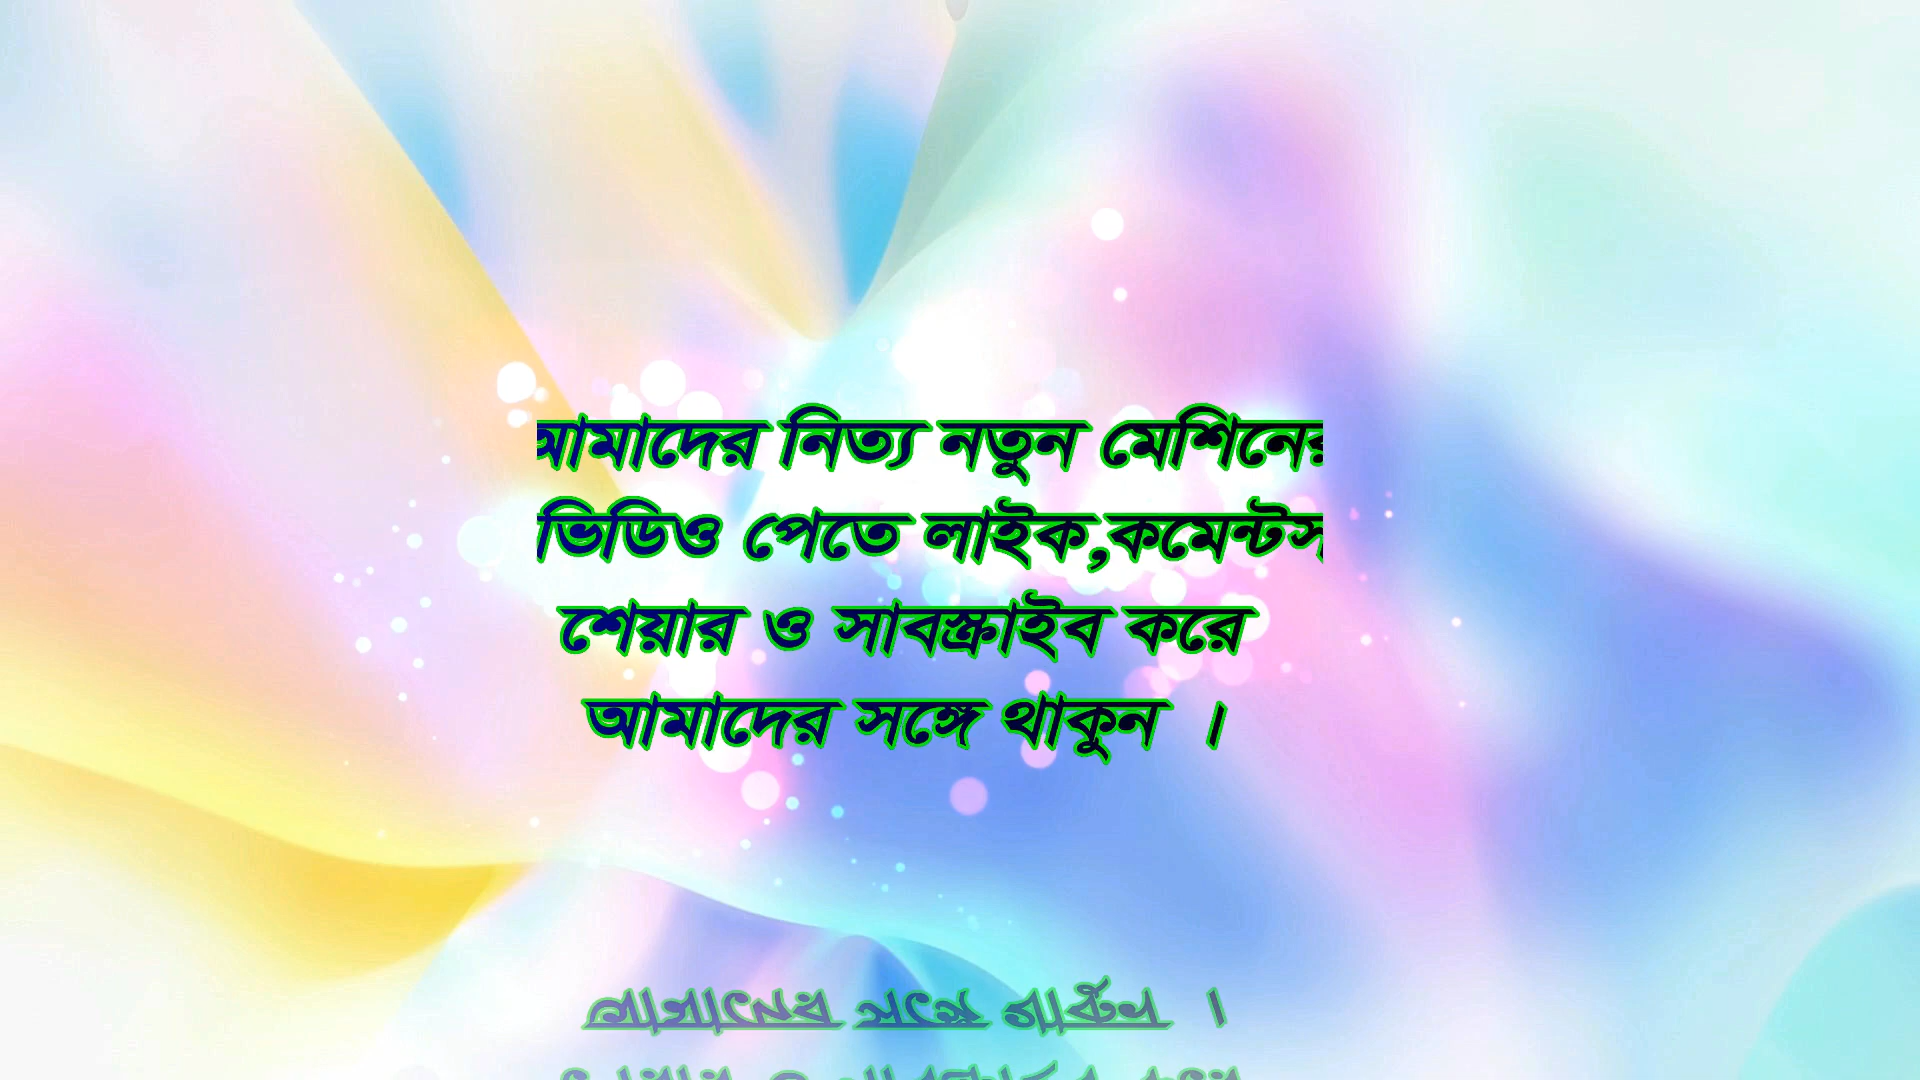 আমাদের নিত্য নতুন মেশিনের
ভিডিও পেতে লাইক,কমেন্টস
শেয়ার ও সাবস্ক্রাইব করে
আমাদের সঙ্গে থাকুন ।